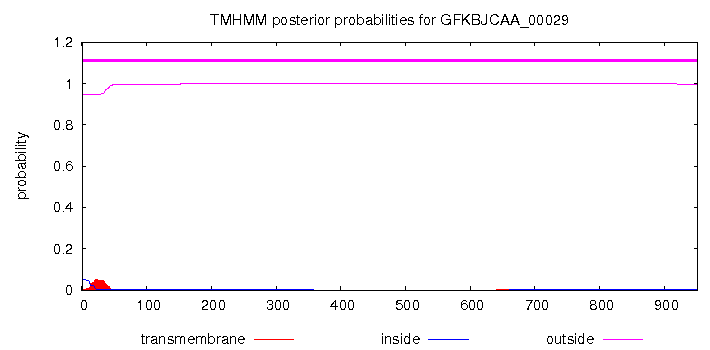 TMHMM posterior probabilities for GFKBJCAA_00029
probability
1.2
1
0.8
0.6
0.4
0.2
0
0 100 200 300 400 500 600 700 800 900
transmembrane inside outside